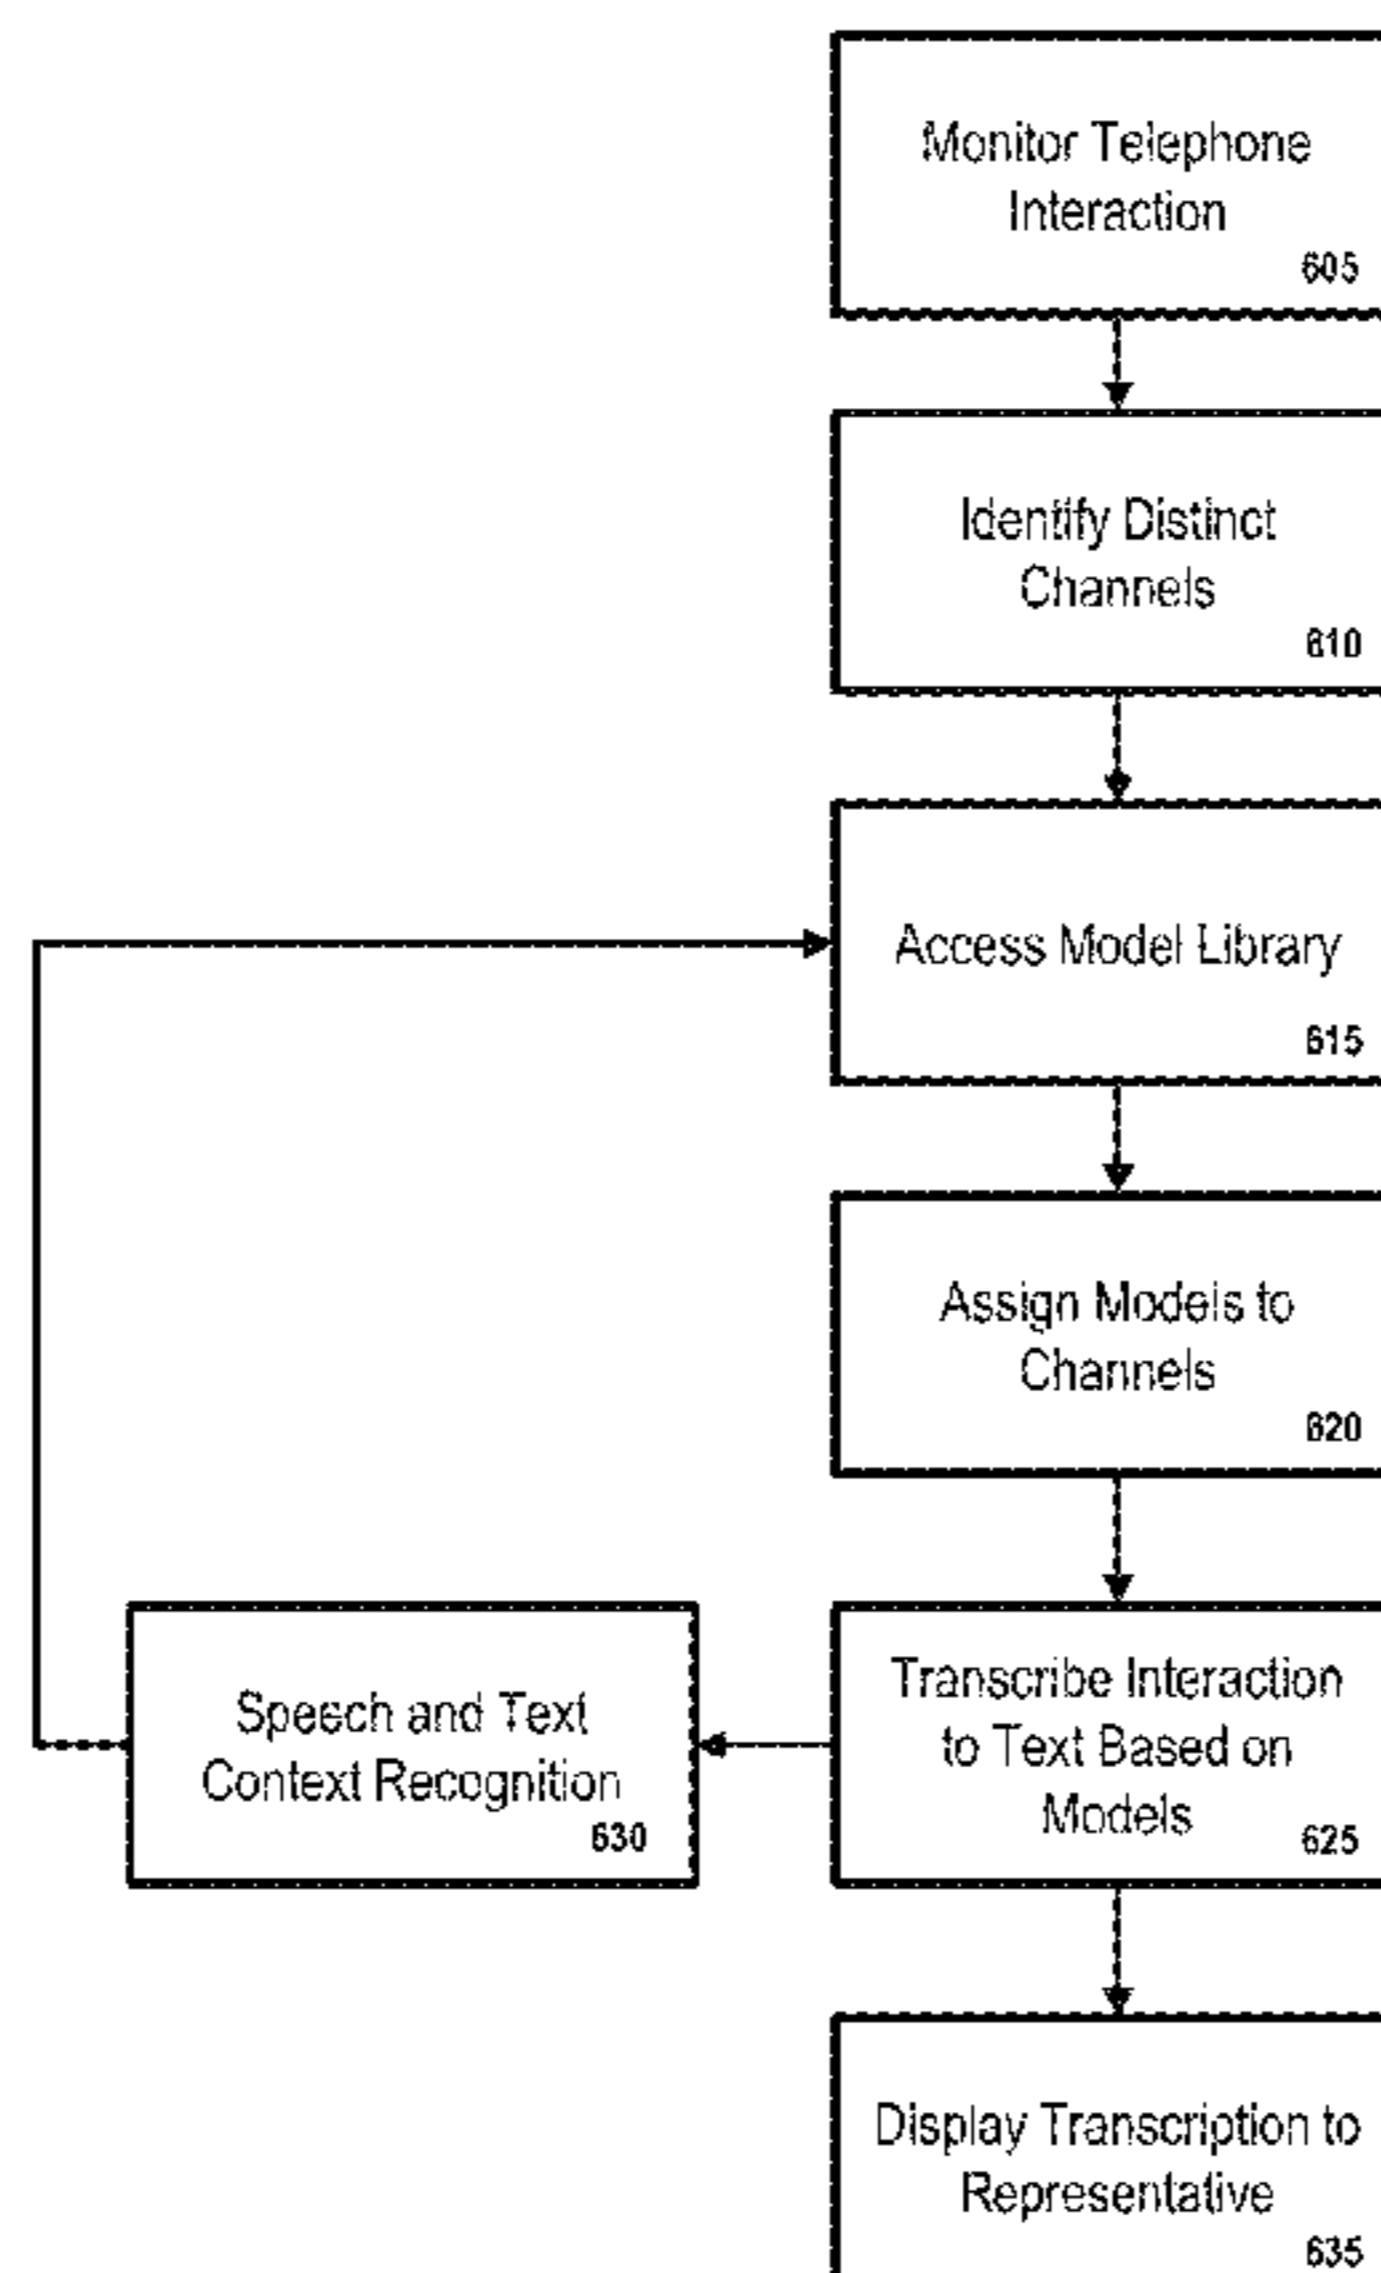 Monitor Telephone
Interaction
605
Identify Distinct
Channels
610
Access Model Library
615
Assign Models to
Channels
620
Speech and Text
Context Recognition
630
Transcribe Interaction
to Text Based on
Models
625
Display Transcription to
Representative
635